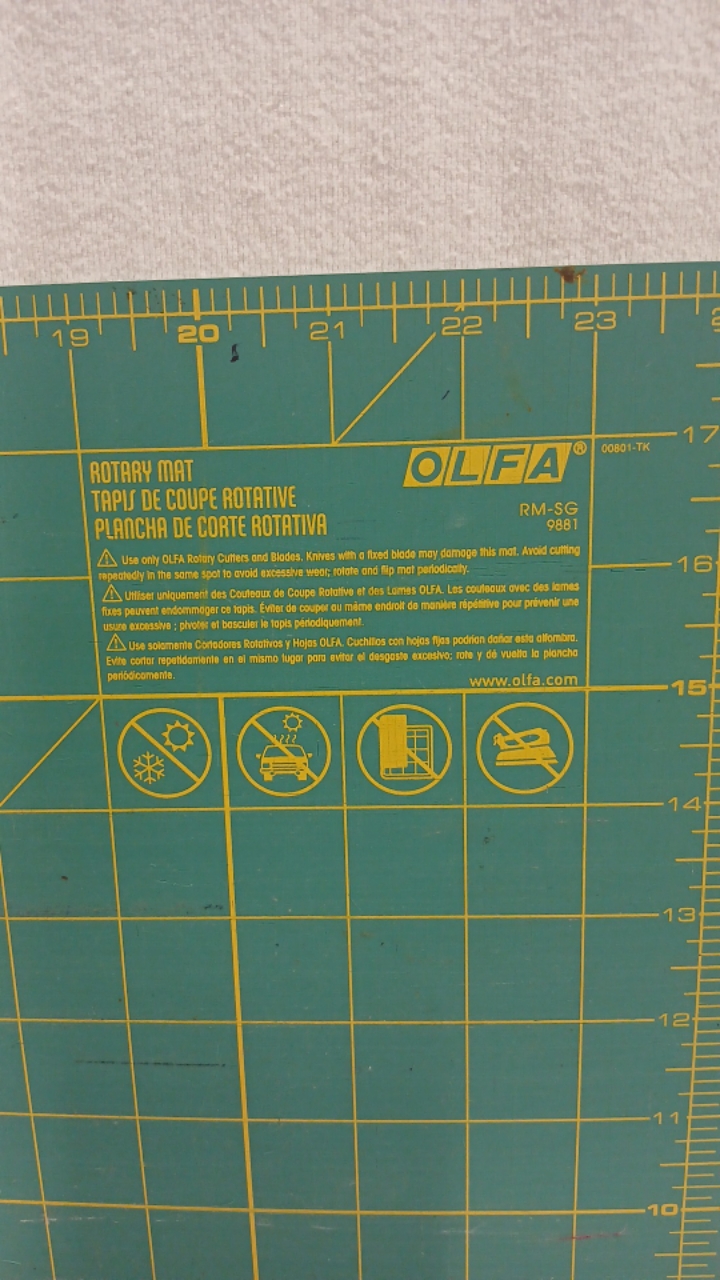 19 20 21 22 23
17
OLFA® 00801-TK
ROTARY MAT
TAPIS DE COUPE ROTATIVE
PLANCHA DE CORTE ROTATIVA
RM-SG
9881
⚠ Use only OLFA Rotary Cutters and Blades. Knives with a fixed blade may damage this mat. Avoid cutting
repeatedly in the same spot to avoid excessive wear; rotate and flip mat periodically.
16
⚠ Utiliser uniquement des Couteaux de Coupe Rotative et des Lames OLFA. Les couteaux avec des lames
fixes peuvent endommager ce tapis. Éviter de couper au même endroit de manière répétitive pour prévenir une
usure excessive ; pivoter et basculer le tapis périodiquement.
⚠ Use solamente Cortadores Rotativos y Hojas OLFA. Cuchillos con hojas fijas podrían dañar esta alfombra.
Evite cortar repetidamente en el mismo lugar para evitar el desgaste excesivo; rote y dé vuelta la plancha
periódicamente.
www.olfa.com
15
14
13
12
11
10